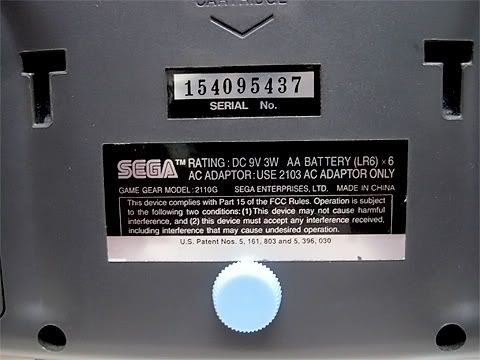 CARTRIDGE
154095437
SERIAL No.
SEGA™ RATING : DC 9V 3W AA BATTERY (LR6) × 6
AC ADAPTOR : USE 2103 AC ADAPTOR ONLY
GAME GEAR MODEL : 2110G SEGA ENTERPRISES, LTD. MADE IN CHINA
This device complies with Part 15 of the FCC Rules. Operation is subject
to the following two conditions: (1) This device may not cause harmful
interference, and (2) this device must accept any interference received,
including interference that may cause undesired operation.
U.S. Patent Nos. 5, 161, 803 and 5, 396, 030